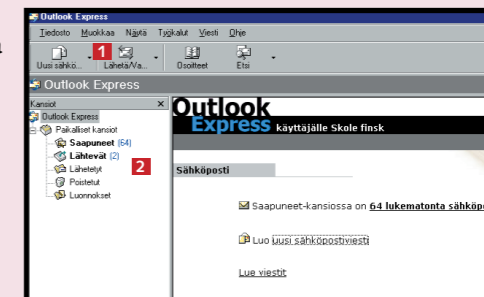 Outlook Express
Tiedosto Muokkaa Näytä Työkalut Viesti Ohje
1
Uusi sähkö... Lähetä/Va... Osoitteet Etsi
Outlook Express
Kansiot ×
Outlook Express
Paikalliset kansiot
Saapuneet (64)
Lähtevät (2)
Lähetetyt
2
Poistetut
Luonnokset
Outlook
Express käyttäjälle Skole finsk
Sähköposti
Saapuneet-kansiossa on 64 lukematonta
Luo uusi sähköpostiviesti
Lue viestit